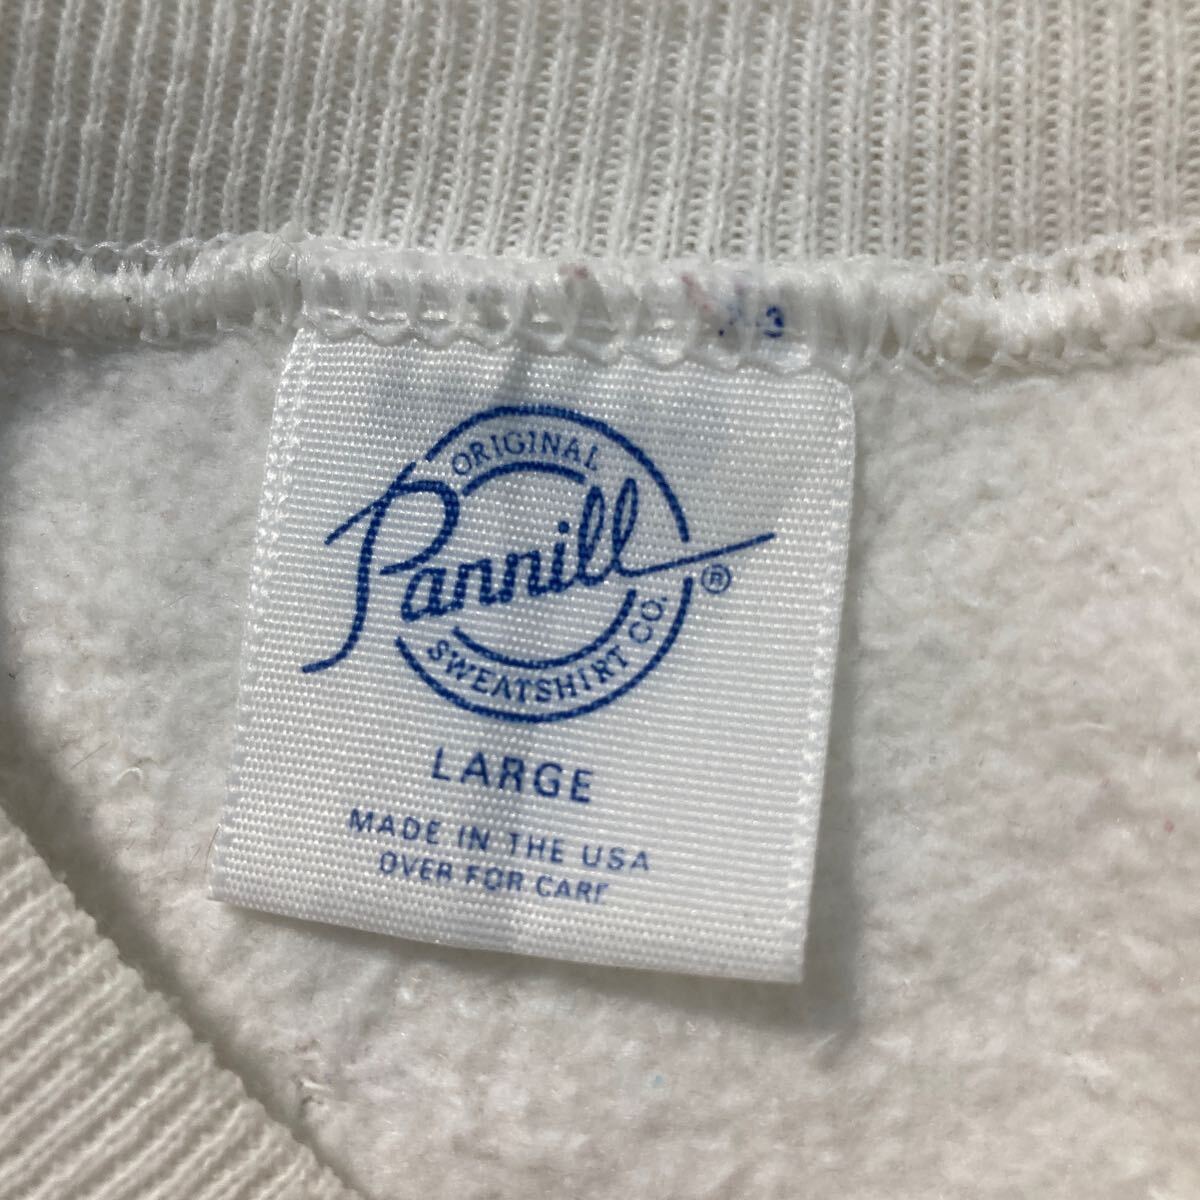 ORIGINAL
Pannill
®
SWEATSHIRT CO.
LARGE
MADE IN THE USA
OVER FOR CARE